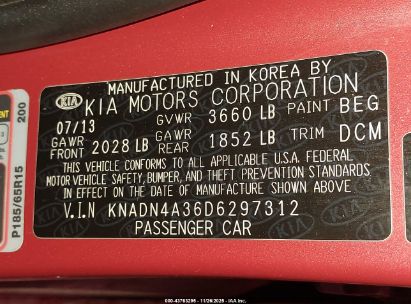 MANUFACTURED IN KOREA BY
KIA KIA MOTORS CORPORATION
07/13 GVWR 3660 LB PAINT BEG
GAWR FRONT 2028 LB GAWR REAR 1852 LB TRIM DCM
THIS VEHICLE CONFORMS TO ALL APPLICABLE U.S.A. FEDERAL
MOTOR VEHICLE SAFETY, BUMPER, AND THEFT PREVENTION STANDARDS
IN EFFECT ON THE DATE OF MANUFACTURE SHOWN ABOVE
V.I.N KNADN4A36D6297312
PASSENGER CAR
P185/65R15
200